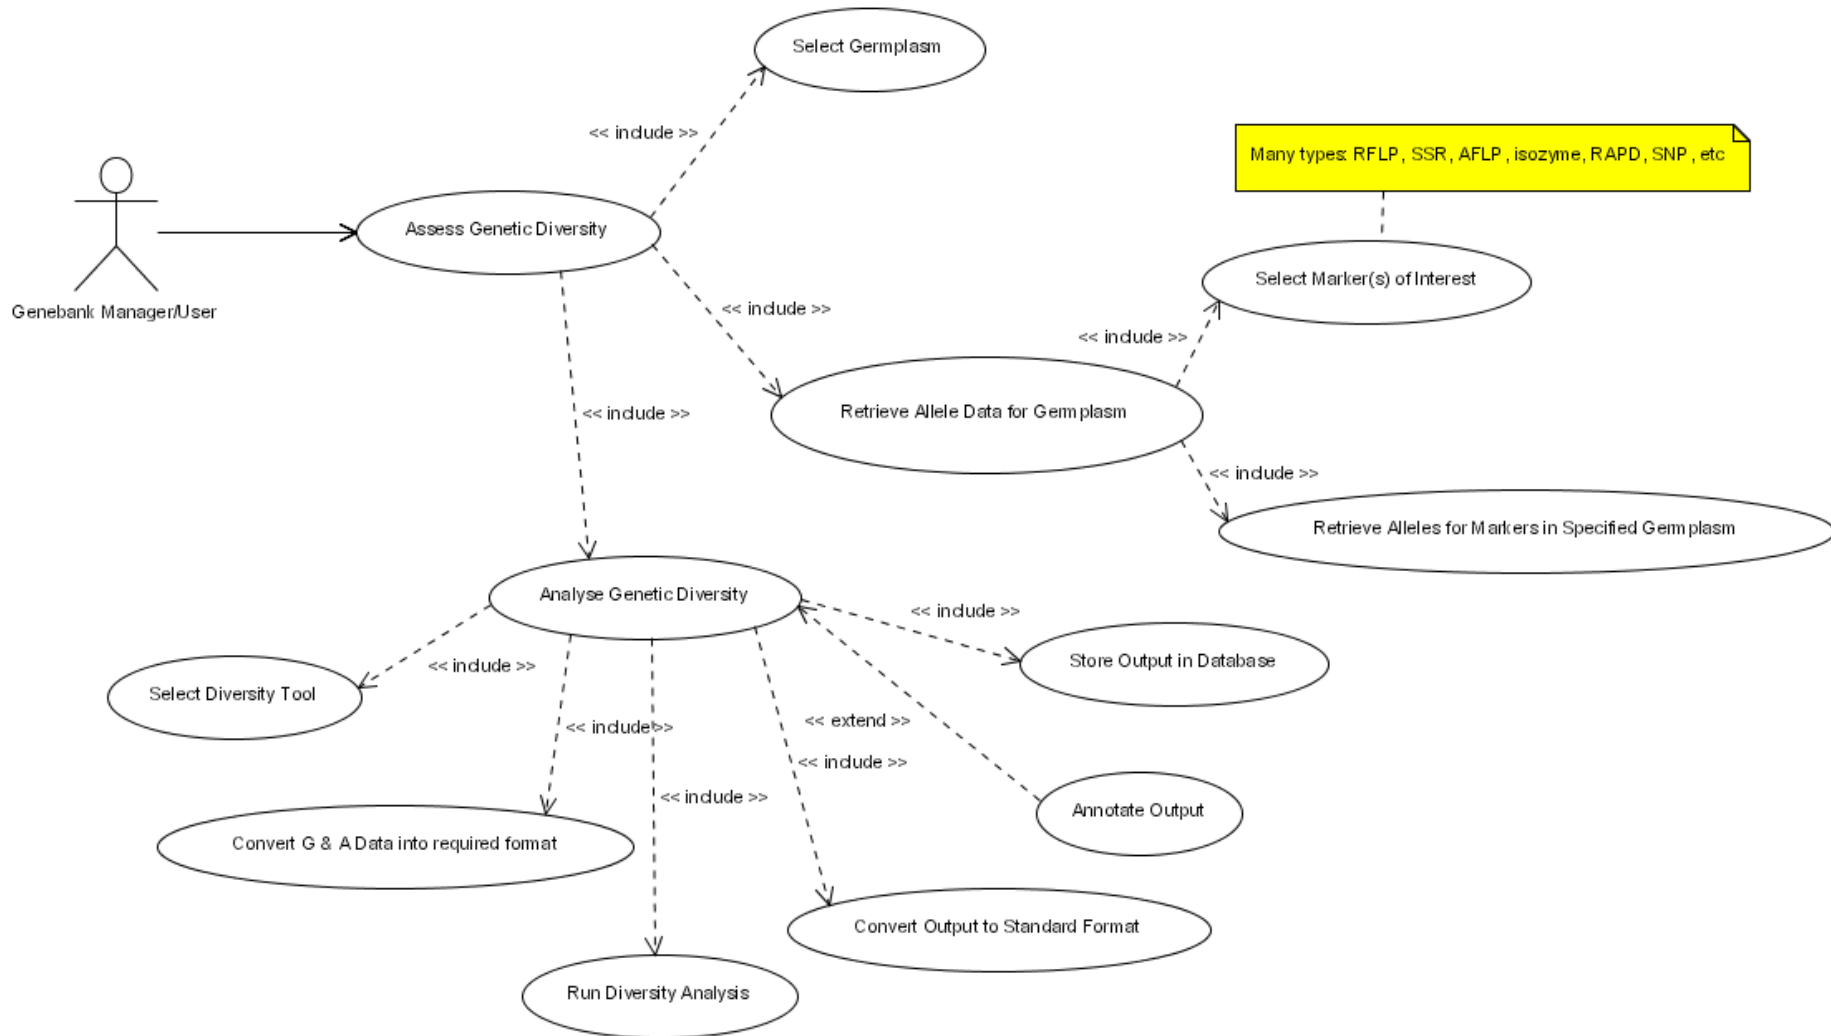 Select Germplasm
<< include >>
Many types: RFLP, SSR, AFLP, isozyme, RAPD, SNP, etc
Assess Genetic Diversity
Select Marker(s) of Interest
Genebank Manager/User
<< include >>
<< include >>
<< include >>
Retrieve Allele Data for Germplasm
<< include >>
Retrieve Alleles for Markers in Specified Germplasm
Analyse Genetic Diversity
<< include >>
<< include >>
Store Output in Database
Select Diversity Tool
<< extend >>
<< include >>
<< include >>
<< include >>
Annotate Output
Convert G & A Data into required format
Convert Output to Standard Format
Run Diversity Analysis